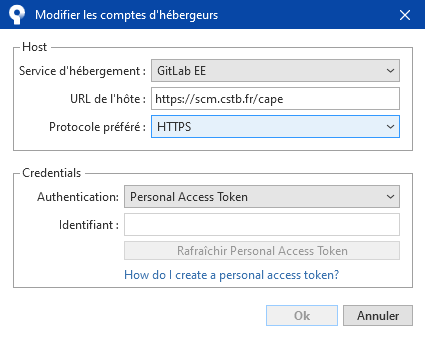 Modifier les comptes d'hébergeurs
Host
Service d'hébergement : GitLab EE
URL de l'hôte : https://scm.cstb.fr/cape
Protocole préféré : HTTPS
Credentials
Authentication: Personal Access Token
Identifiant :
Rafraîchir Personal Access Token
How do I create a personal access token?
Ok Annuler